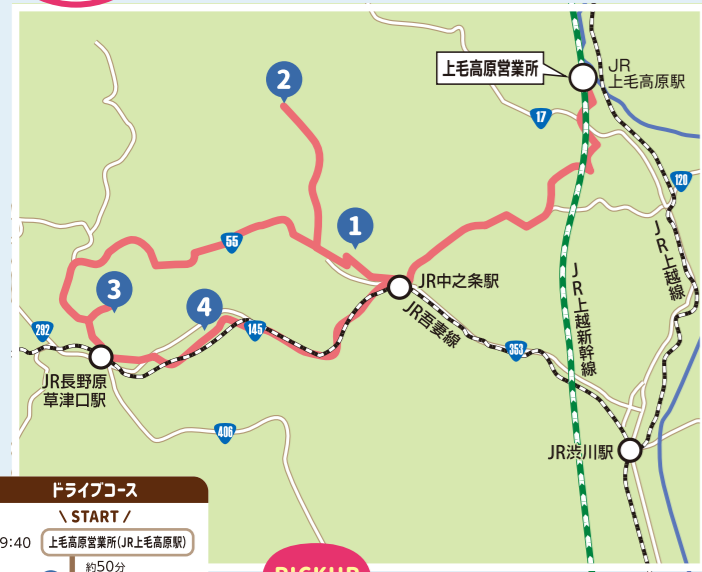 2
上毛高原営業所
JR
上毛高原駅
17
120
1
55
JR上越線
3
4
JR中之条駅
JR上越新幹線
292
145
JR吾妻線
353
JR長野原
草津口駅
406
JR渋川駅
ドライブコース
\ START /
9:40 上毛高原営業所(JR上毛高原駅)
約50分
PICKUP